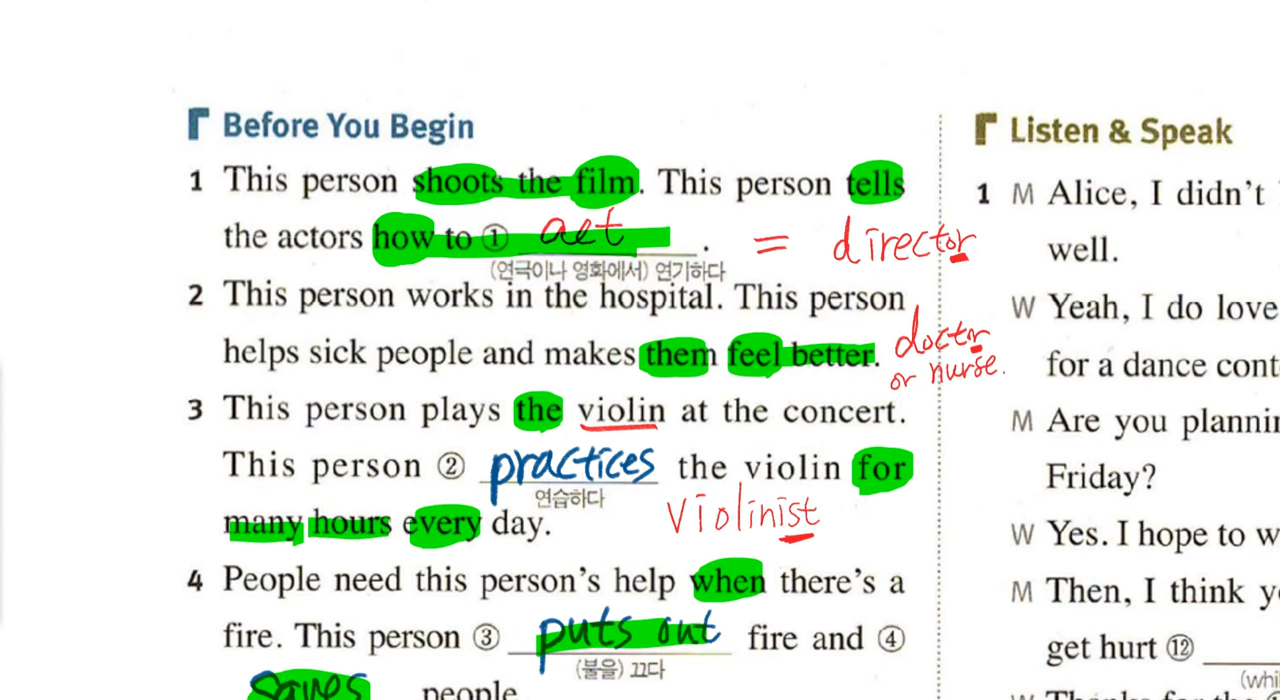 Before You Begin
1 This person shoots the film. This person tells
the actors how to ① act .
(연극이나 영화에서) 연기하다
= director
2 This person works in the hospital. This person
helps sick people and makes them feel better.
doctor
or nurse.
3 This person plays the violin at the concert.
This person ② practices the violin for
연습하다
many hours every day.
violinist
4 People need this person's help when there's a
fire. This person ③ puts out fire and ④
(불을) 끄다
saves people
Listen & Speak
1 M Alice, I didn't
well.
W Yeah, I do love
for a dance cont
M Are you plannin
Friday?
W Yes. I hope to w
M Then, I think y
get hurt ⑫
(whi